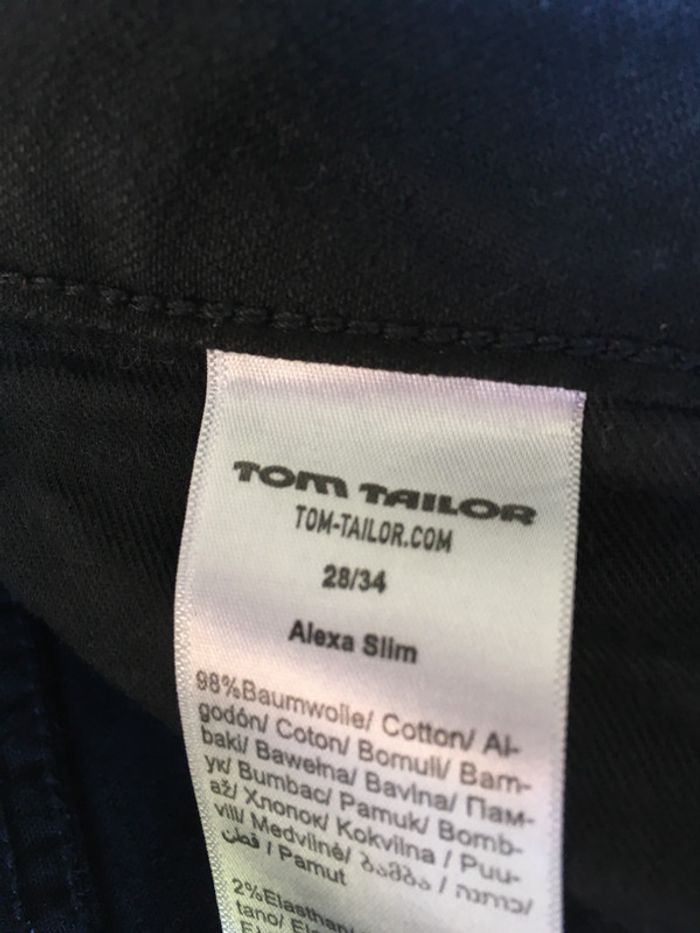 TOM TAILOR
TOM-TAILOR.COM
28/34
Alexa Slim
98%Baumwolle/ Cotton/ Al-
godón/ Coton/ Bomull/ Bam-
baki/ Bawełna/ Bavlna/ Пам-
ук/ Bumbac/ Pamuk/ Bomb-
až/ Хлопок/ Kokvilna / Puu-
vill/ Medvilnė/ ბამბა / כותנה/
قطن / Pamut
2%Elasthan/
tano/